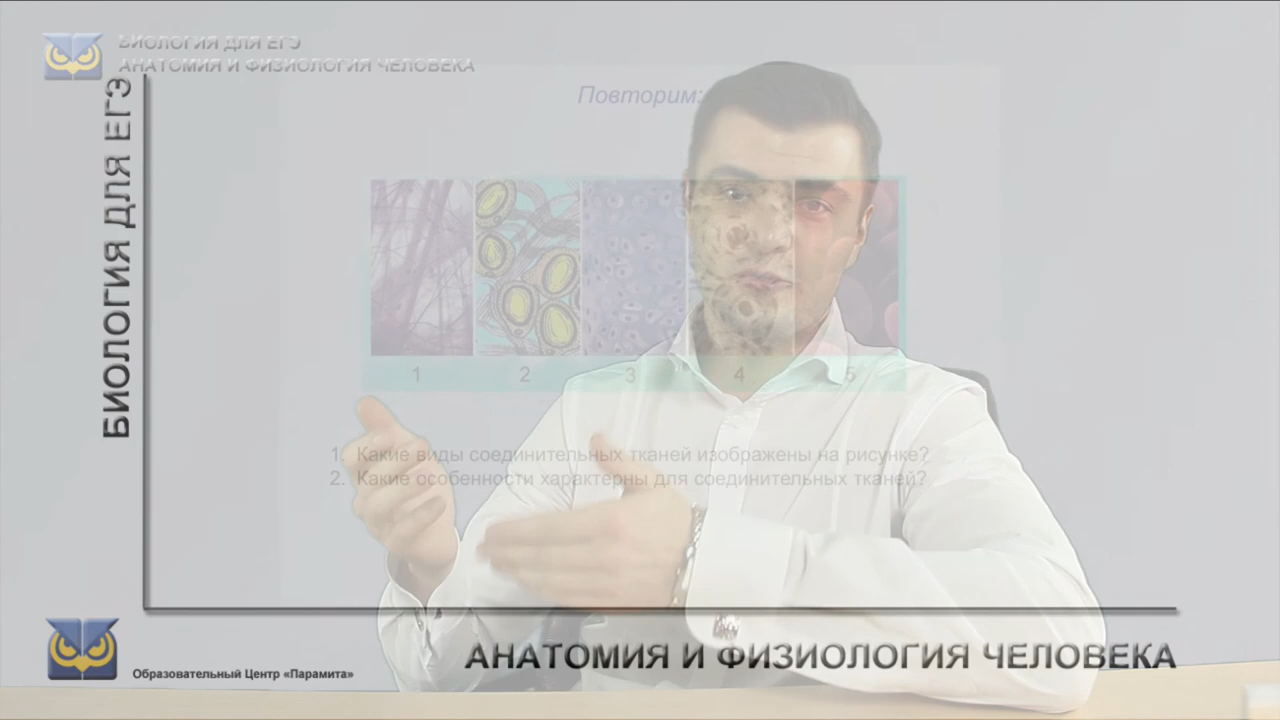 БИОЛОГИЯ ДЛЯ ЕГЭ
АНАТОМИЯ И ФИЗИОЛОГИЯ ЧЕЛОВЕКА
БИОЛОГИЯ ДЛЯ ЕГЭ
Повторим:
1 2 3 4 5
1. Какие виды соединительных тканей изображены на рисунке?
2. Какие особенности характерны для соединительных тканей?
АНАТОМИЯ И ФИЗИОЛОГИЯ ЧЕЛОВЕКА
Образовательный Центр «Парамита»